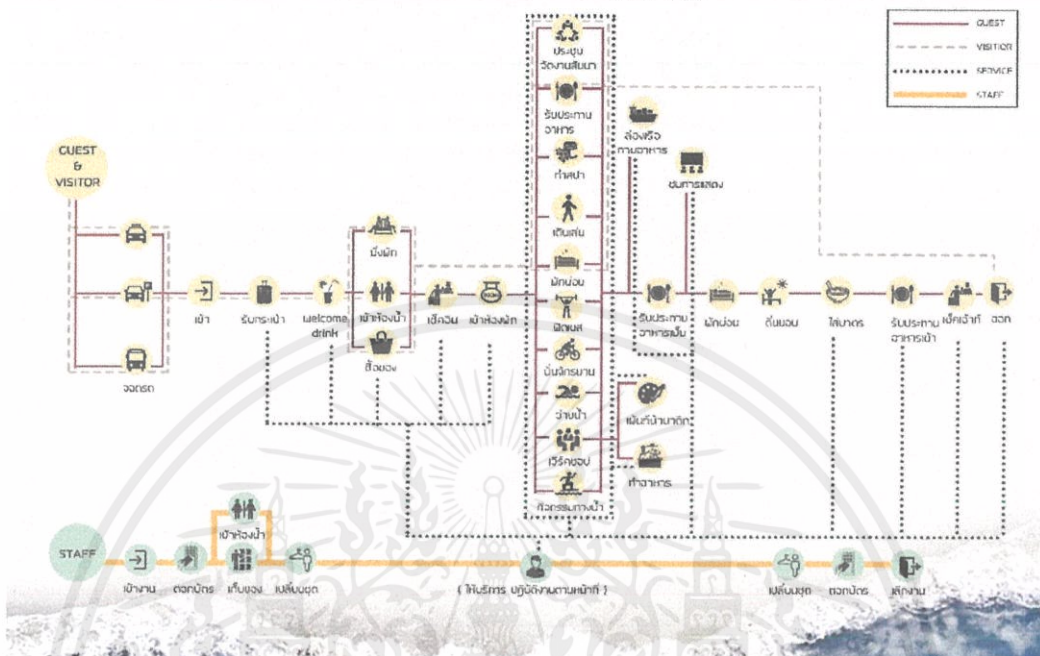 GUEST
VISITIOR
SERVICE
STAFF
GUEST
&
VISITOR
จอดรถ
เข้า
รับกระเป๋า
welcome
drink
นั่งพัก
เข้าห้องน้ำ
ซื้อของ
เช็คอิน
เข้าห้องพัก
ประชุม
จัดงานสัมนา
รับประทาน
อาหาร
ทำสปา
เดินเล่น
พักผ่อน
ฟิตเนส
ปั่นจักรยาน
ว่ายน้ำ
เวิร์คชอป
กิจกรรมทางน้ำ
ทำอาหาร
ล่องเรือ
ทานอาหาร
ชมการแสดง
รับประทาน
อาหารเย็น
พักผ่อน
ตื่นนอน
ใส่บาตร
รับประทาน
อาหารเช้า
เช็คเอ้าท์
ออก
STAFF
เข้างาน
ตอกบัตร
เข้าห้องน้ำ
เก็บของ
เปลี่ยนชุด
( ให้บริการ ปฏิบัติงานตามหน้าที่ )
เปลี่ยนชุด
ตอกบัตร
เลิกงาน